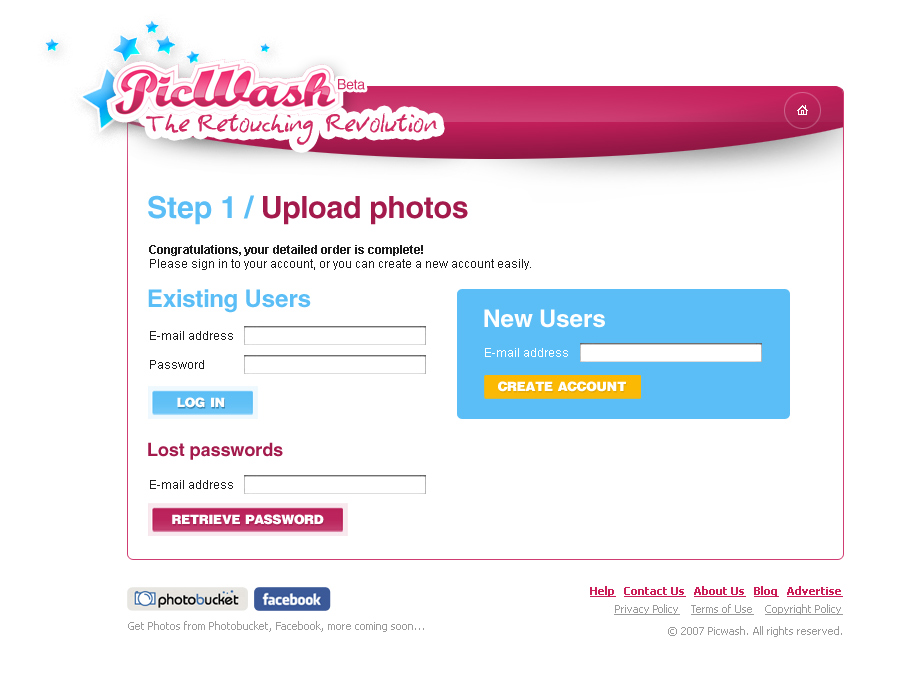 PicWash Beta
The Retouching Revolution
Step 1 / Upload photos
Congratulations, your detailed order is complete!
Please sign in to your account, or you can create a new account easily.
Existing Users
E-mail address
Password
LOG IN
New Users
E-mail address
CREATE ACCOUNT
Lost passwords
E-mail address
RETRIEVE PASSWORD
photobucket facebook
Get Photos from Photobucket, Facebook, more coming soon...
Help Contact Us About Us Blog Advertise
Privacy Policy Terms of Use Copyright Policy
© 2007 Picwash. All rights reserved.